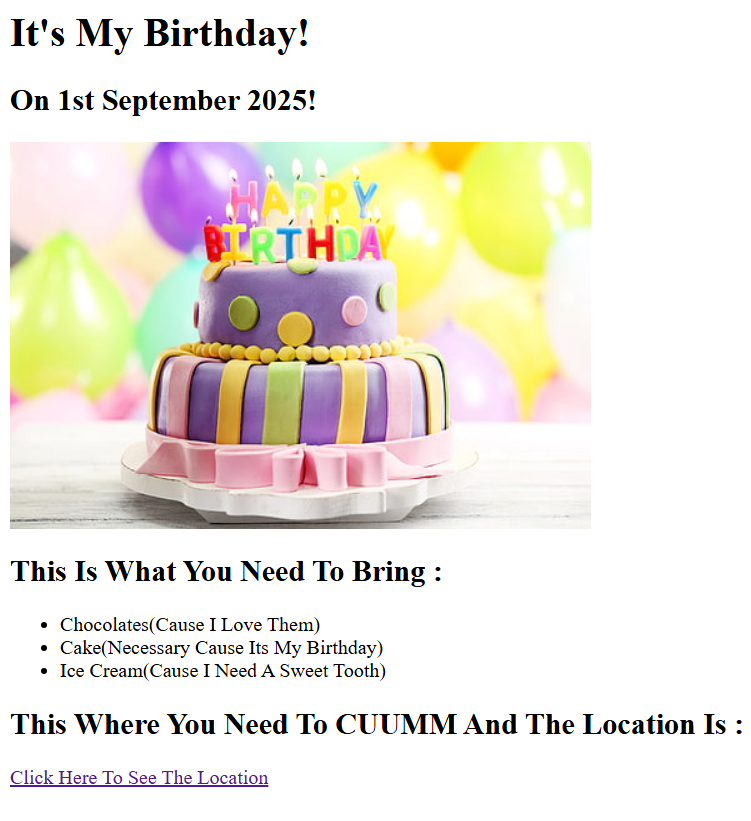 It's My Birthday!
On 1st September 2025!
HAPPY
BIRTHDAY
This Is What You Need To Bring :
Chocolates(Cause I Love Them)
Cake(Necessary Cause Its My Birthday)
Ice Cream(Cause I Need A Sweet Tooth)
This Where You Need To CUUMM And The Location Is :
Click Here To See The Location